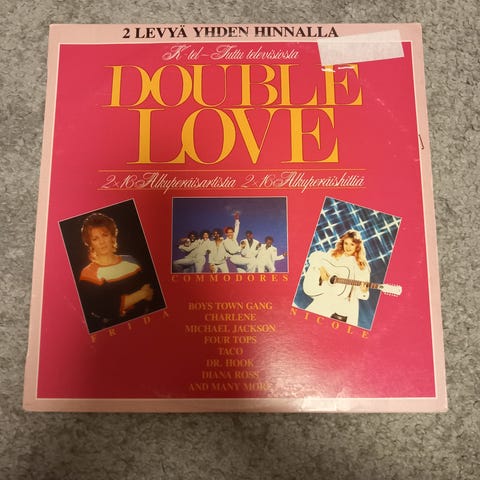 2 LEVYÄ YHDEN HINNALLA
K-tel – Tuttu televisiosta
DOUBLE
LOVE
2×16 Alkuperäisartistia 2×16 Alkuperäishittiä
FRIDA
COMMODORES
NICOLE
BOYS TOWN GANG
CHARLENE
MICHAEL JACKSON
FOUR TOPS
TACO
DR. HOOK
DIANA ROSS
AND MANY MORE